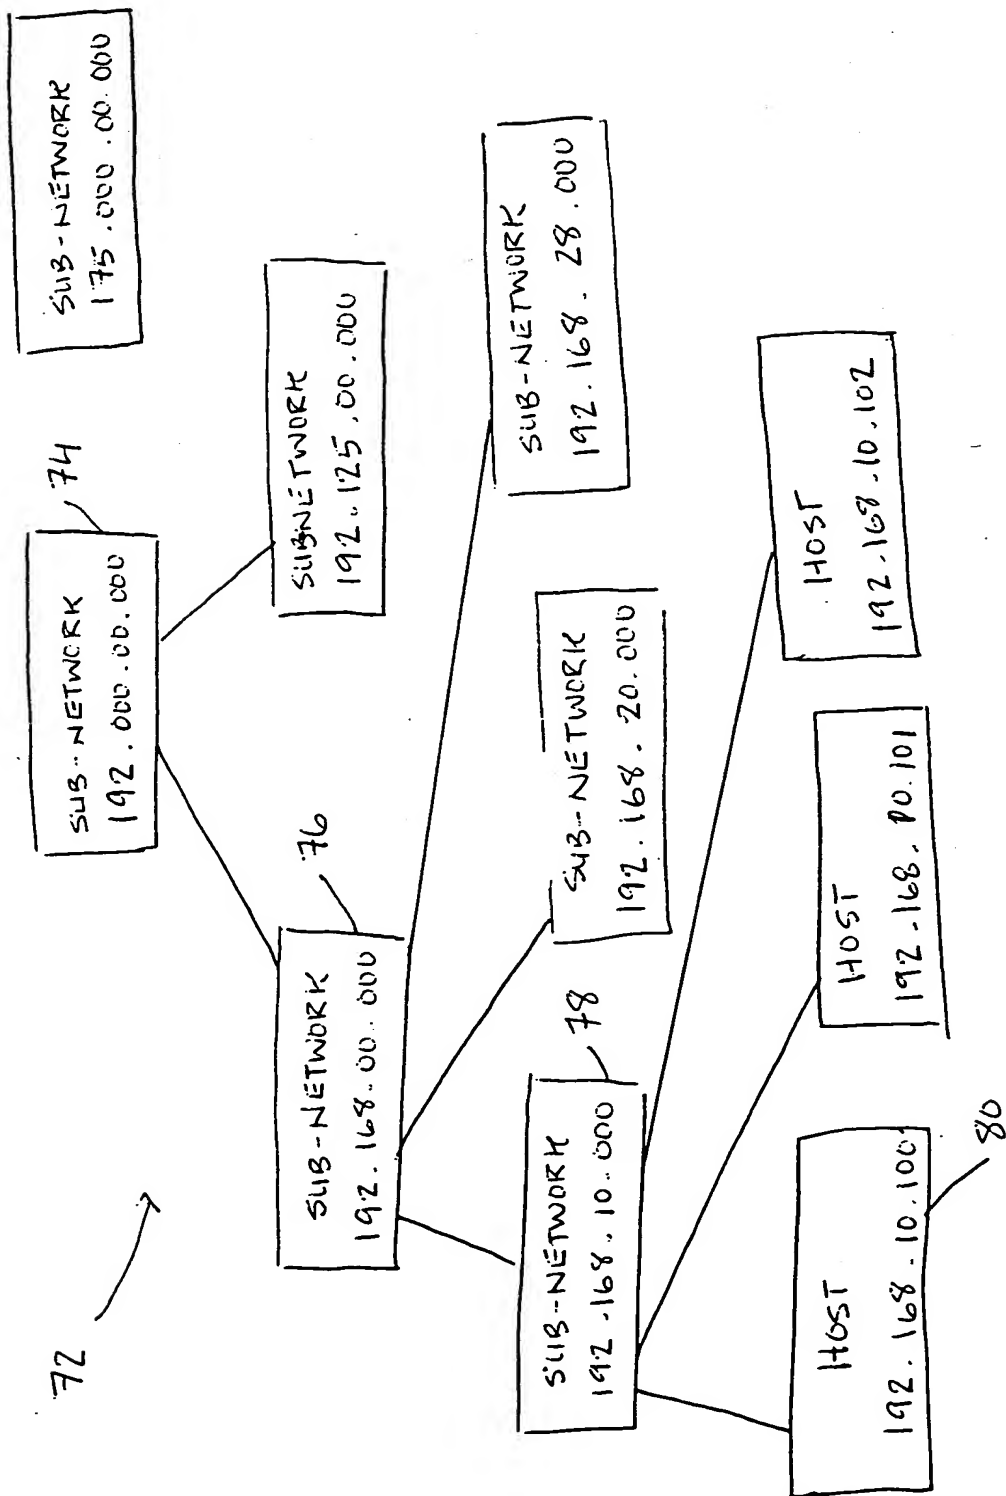 72
SUB-NETWORK
192.000.00.000
74
SUB-NETWORK
175.000.00.000
SUB-NETWORK
192.168.00.000
76
SUBNETWORK
192.125.00.000
SUB-NETWORK
192.168.10.000
78
SUB-NETWORK
192.168.20.000
SUB-NETWORK
192.168.28.000
HOST
192.168.10.100
80
HOST
192.168.10.101
HOST
192.168.10.102